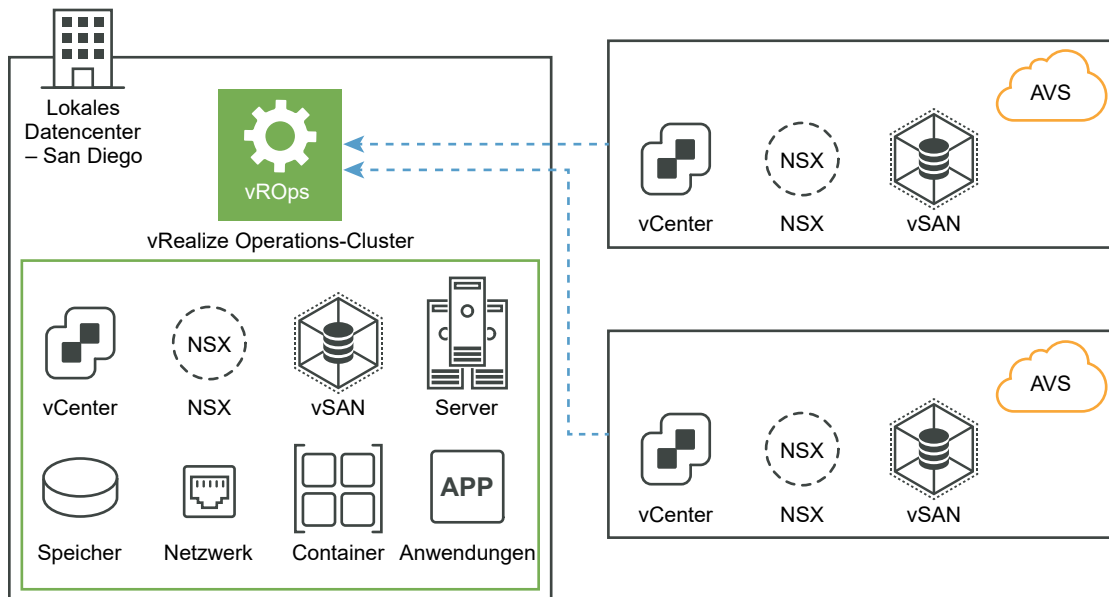 Lokales
Datencenter
– San Diego
vROps
vRealize Operations-Cluster
NSX
vCenter
NSX
vSAN
Server
APP
Speicher
Netzwerk
Container
Anwendungen
AVS
NSX
vCenter
NSX
vSAN
AVS
NSX
vCenter
NSX
vSAN